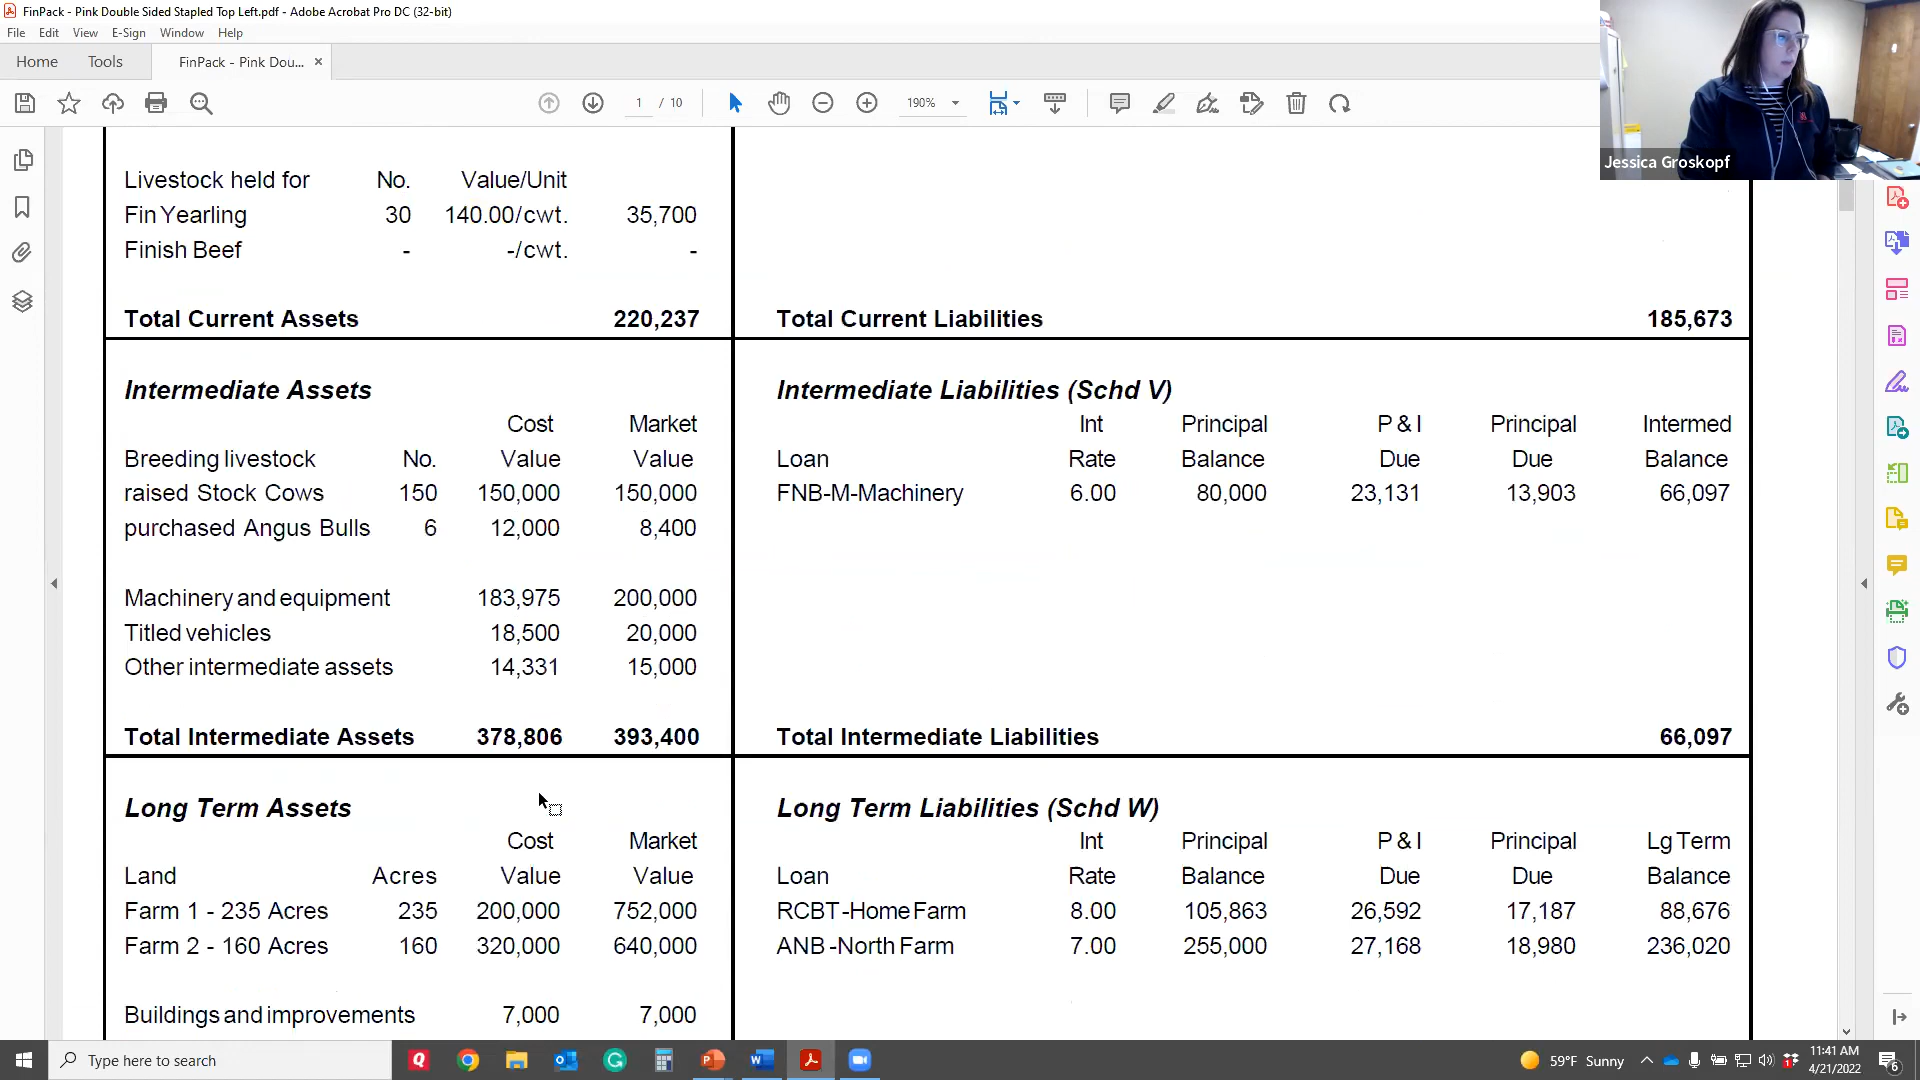 FinPack - Pink Double Sided Stapled Top Left.pdf - Adobe Acrobat Pro DC (32-bit)
File Edit View E-Sign Window Help
Home Tools FinPack - Pink Dou... ×
1 / 10 190%
Jessica Groskopf
Livestock held for No. Value/Unit
Fin Yearling 30 140.00/cwt. 35,700
Finish Beef - -/cwt. -
Total Current Assets 220,237
Total Current Liabilities 185,673
Intermediate Assets
Cost Market
Breeding livestock No. Value Value
raised Stock Cows 150 150,000 150,000
purchased Angus Bulls 6 12,000 8,400
Machinery and equipment 183,975 200,000
Titled vehicles 18,500 20,000
Other intermediate assets 14,331 15,000
Total Intermediate Assets 378,806 393,400
Intermediate Liabilities (Schd V)
Int Principal P & I Principal Intermed
Loan Rate Balance Due Due Balance
FNB-M-Machinery 6.00 80,000 23,131 13,903 66,097
Total Intermediate Liabilities 66,097
Long Term Assets
Cost Market
Land Acres Value Value
Farm 1 - 235 Acres 235 200,000 752,000
Farm 2 - 160 Acres 160 320,000 640,000
Buildings and improvements 7,000 7,000
Long Term Liabilities (Schd W)
Int Principal P & I Principal Lg Term
Loan Rate Balance Due Due Balance
RCBT-Home Farm 8.00 105,863 26,592 17,187 88,676
ANB-North Farm 7.00 255,000 27,168 18,980 236,020
Type here to search
59°F Sunny
11:41 AM
4/21/2022
6